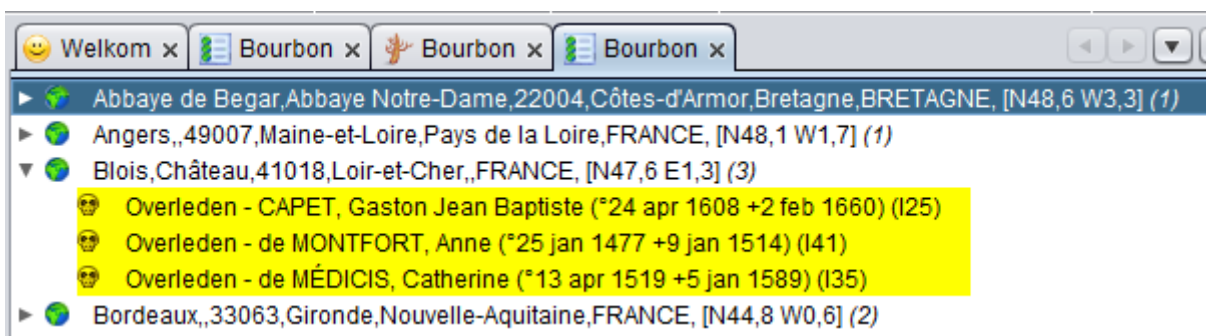 Welkom x Bourbon x Bourbon x Bourbon x
Abbaye de Begar,Abbaye Notre-Dame,22004,Côtes-d'Armor,Bretagne,BRETAGNE, [N48,6 W3,3] (1)
Angers,,49007,Maine-et-Loire,Pays de la Loire,FRANCE, [N48,1 W1,7] (1)
Blois,Château,41018,Loir-et-Cher,,FRANCE, [N47,6 E1,3] (3)
Overleden - CAPET, Gaston Jean Baptiste (°24 apr 1608 +2 feb 1660) (I25)
Overleden - de MONTFORT, Anne (°25 jan 1477 +9 jan 1514) (I41)
Overleden - de MÉDICIS, Catherine (°13 apr 1519 +5 jan 1589) (I35)
Bordeaux,,33063,Gironde,Nouvelle-Aquitaine,FRANCE, [N44,8 W0,6] (2)